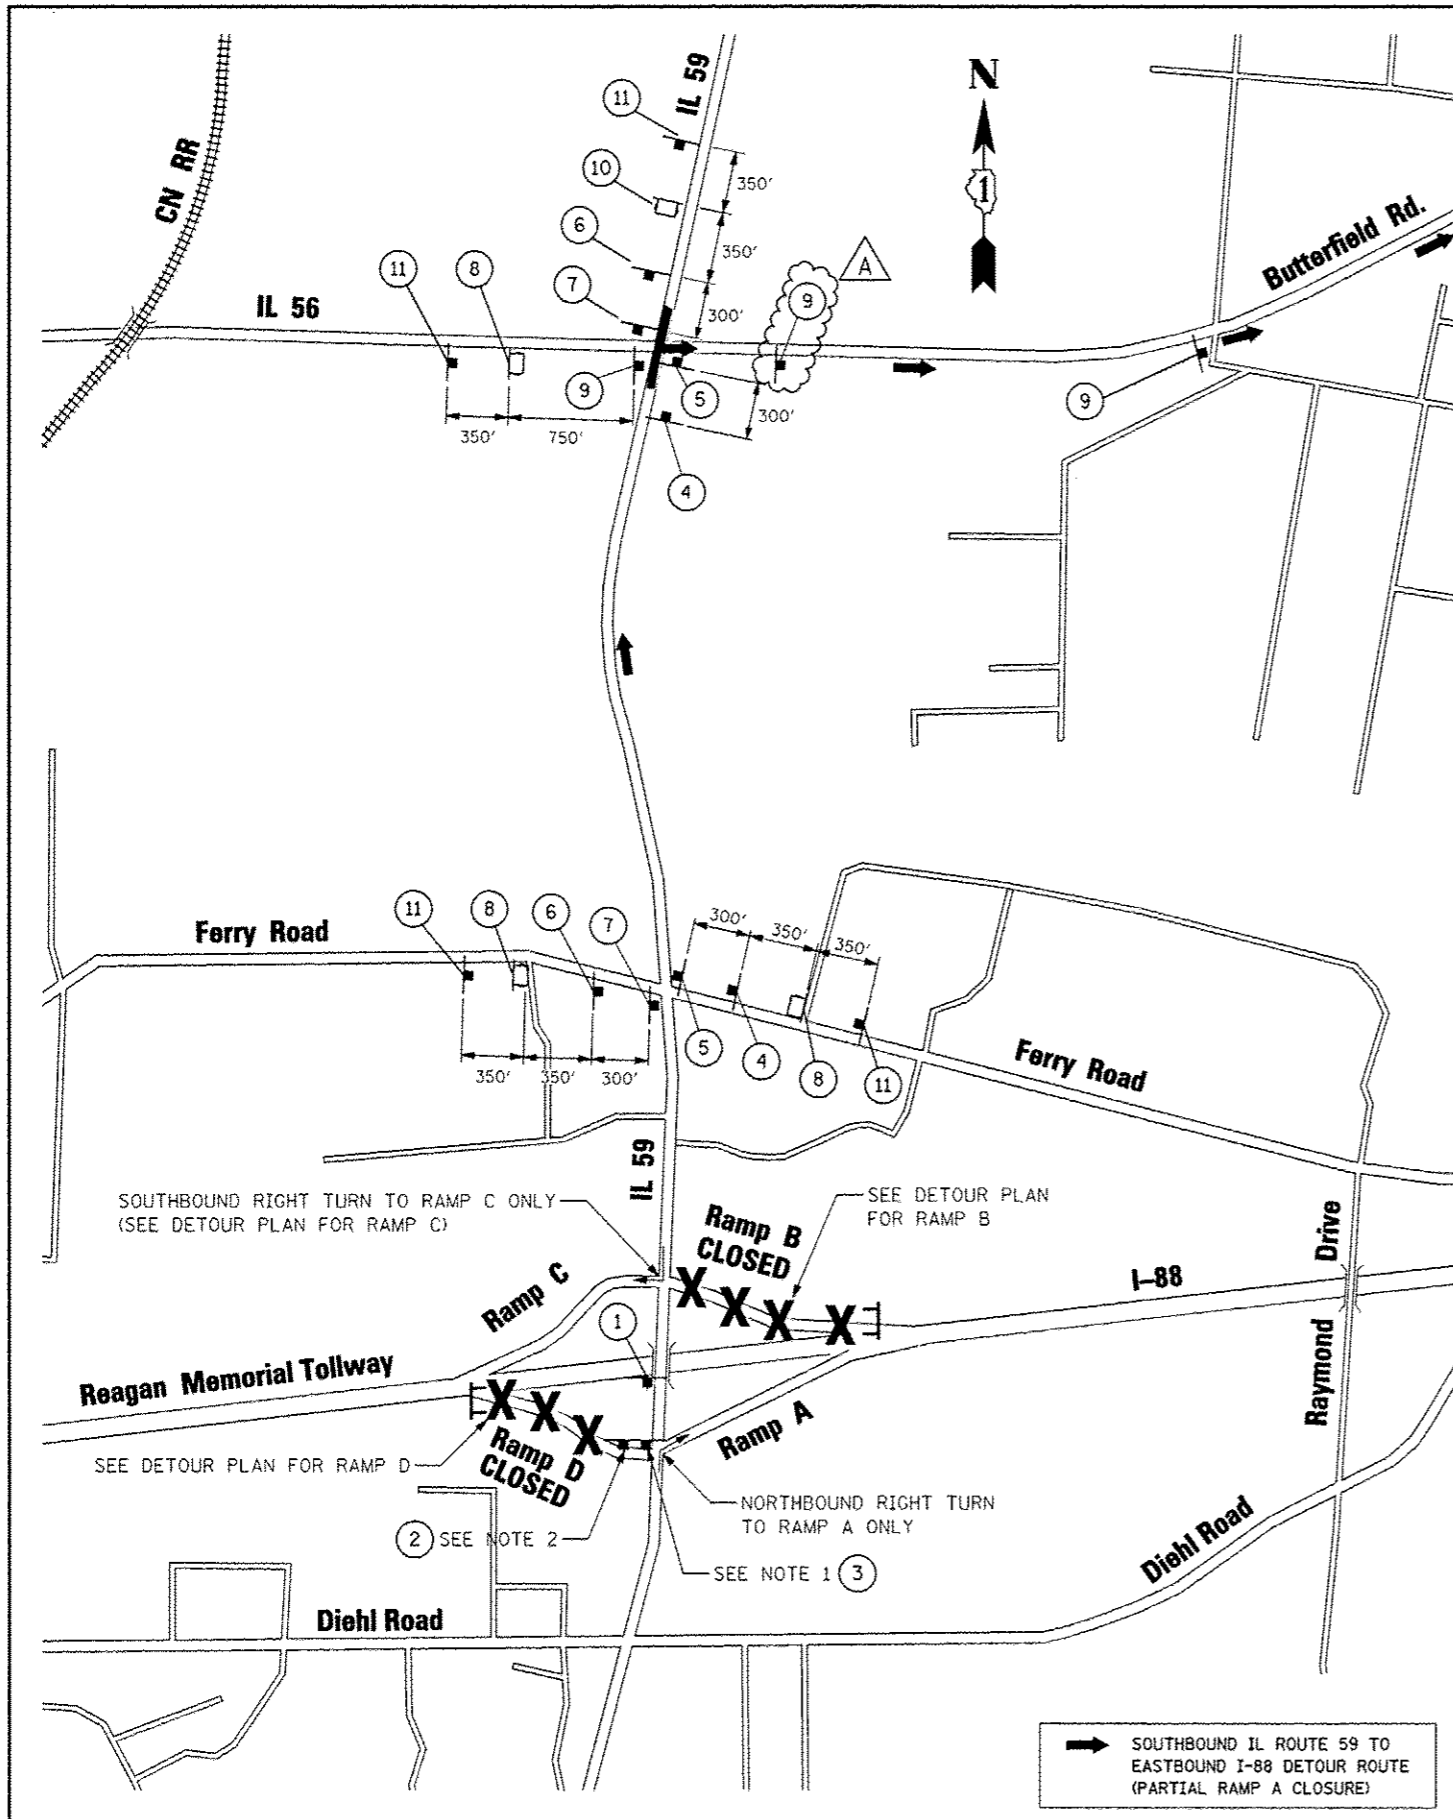 IL 59
N
11
350'
CN RR
10
1
350'
Butterfield Rd.
6
A
11
8
7
9
IL 56
300'
9
5
9
300'
350'
750'
4
11
8
6
7
300'
350'
350'
Ferry Road
5
4
8
11
Ferry Road
350'
350'
300'
IL 59
SOUTHBOUND RIGHT TURN TO RAMP C ONLY
(SEE DETOUR PLAN FOR RAMP C)
SEE DETOUR PLAN
FOR RAMP B
Ramp B
CLOSED
Raymond Drive
I-88
Ramp C
1
Reagan Memorial Tollway
Ramp A
Ramp D
CLOSED
SEE DETOUR PLAN FOR RAMP D
NORTHBOUND RIGHT TURN
TO RAMP A ONLY
2 SEE NOTE 2
SEE NOTE 1 3
Diehl Road
Diehl Road
SOUTHBOUND IL ROUTE 59 TO
EASTBOUND I-88 DETOUR ROUTE
(PARTIAL RAMP A CLOSURE)